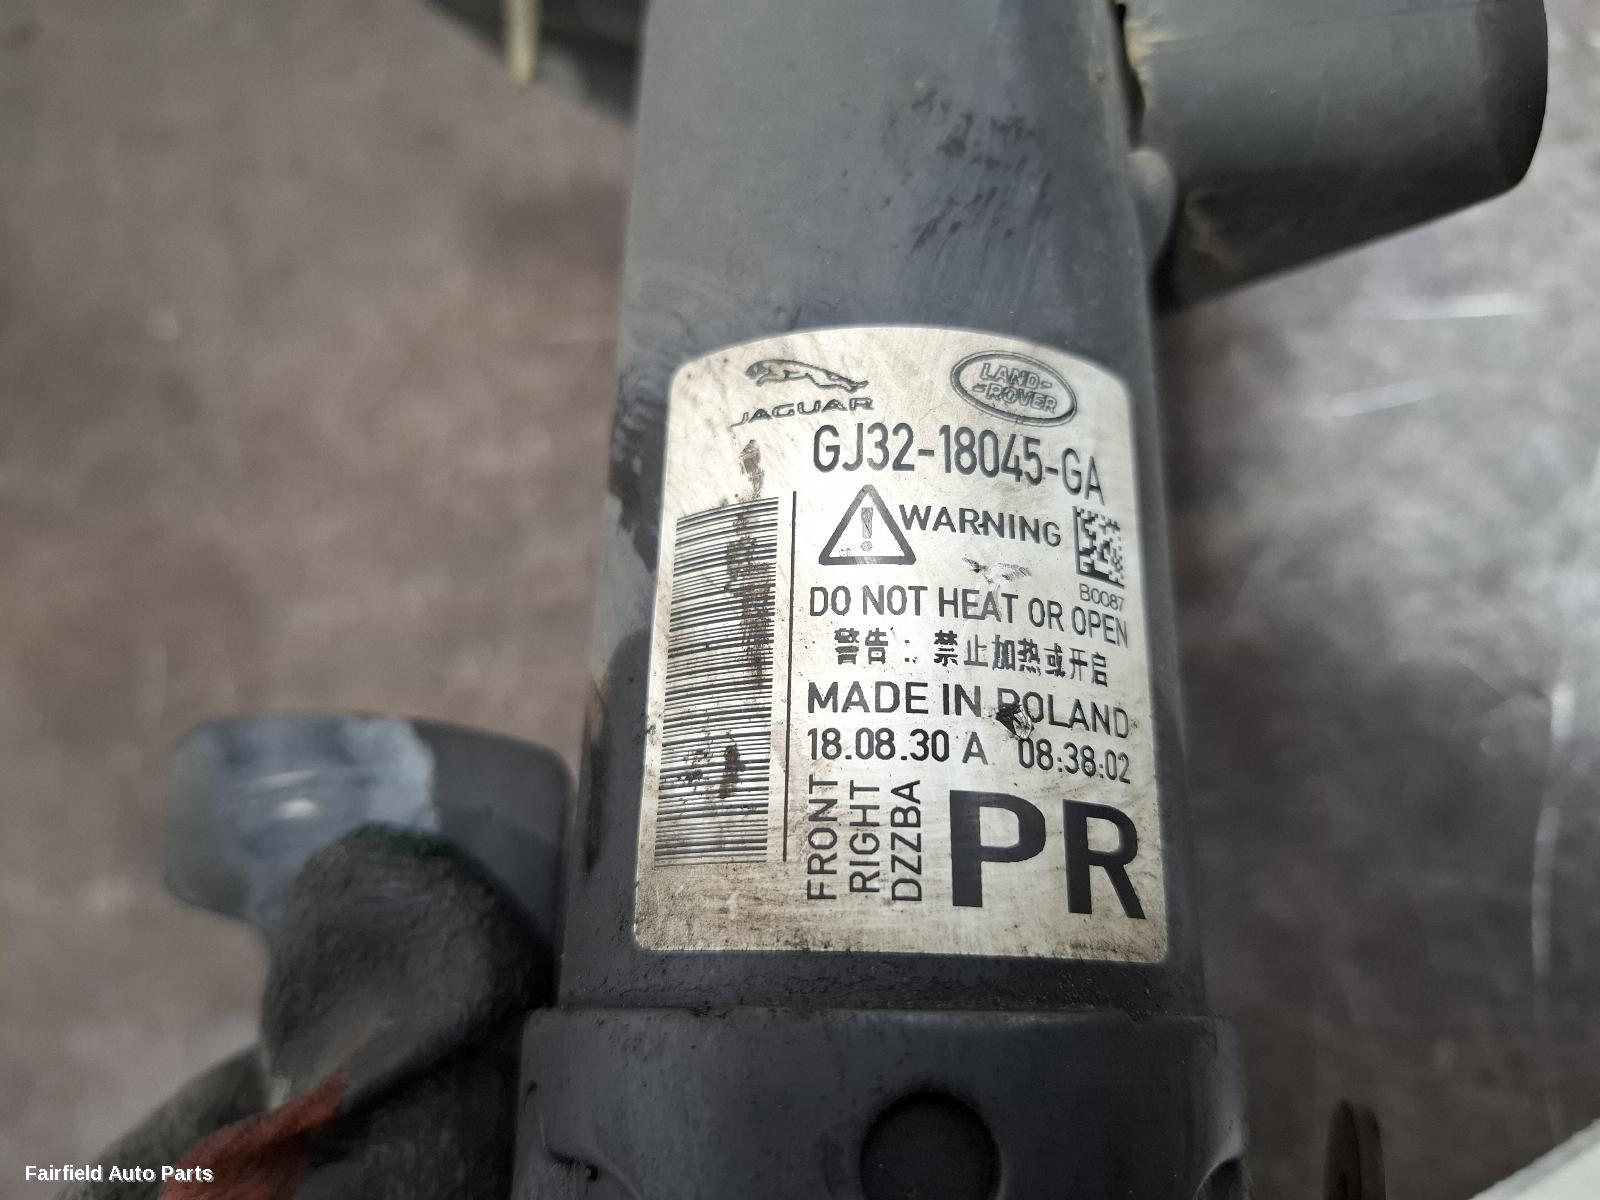 JAGUAR
LAND-
-ROVER
GJ32-18045-GA
WARNING
B0087
DO NOT HEAT OR OPEN
警告：禁止加热或开启
MADE IN POLAND
18.08.30 A 08:38:02
FRONT
RIGHT
DZZBA
PR
Fairfield Auto Parts